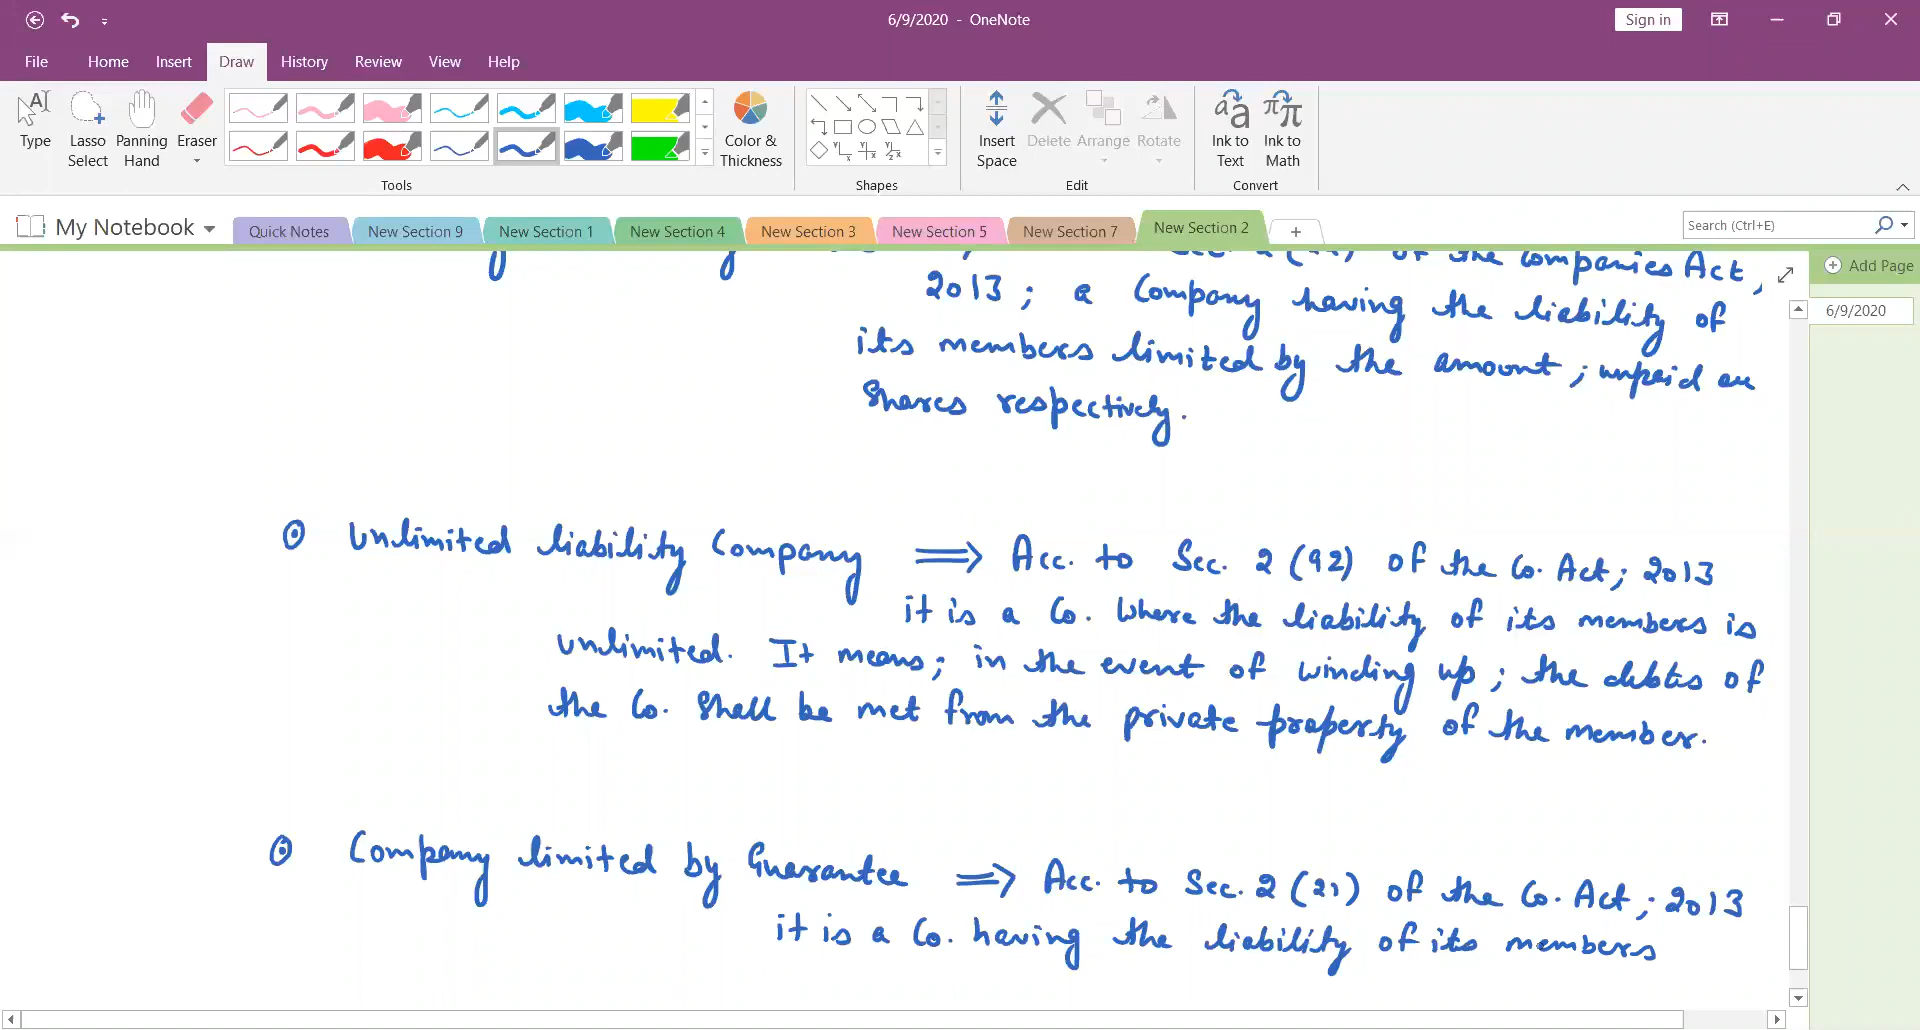 6/9/2020 - OneNote
Sign in
File Home Insert Draw History Review View Help
Type
Lasso Select
Panning Hand
Eraser
Color & Thickness
Insert Space
Delete
Arrange
Rotate
Ink to Text
Ink to Math
Tools Shapes Edit Convert
My Notebook
Quick Notes New Section 9 New Section 1 New Section 4 New Section 3 New Section 5 New Section 7 New Section 2 +
Search (Ctrl+E)
Add Page
6/9/2020
of the Companies Act,
2013; a Company having the liability of
its members limited by the amount; unpaid on
Shares respectively.
Unlimited liability Company ⟹ Acc. to Sec. 2 (92) of the Co. Act; 2013
it is a Co. Where the liability of its members is
unlimited. It means; in the event of winding up; the debts of
the Co. Shall be met from the private property of the member.
Company limited by Guarantee ⟹ Acc. to Sec. 2 (21) of the Co. Act; 2013
it is a Co. having the liability of its members